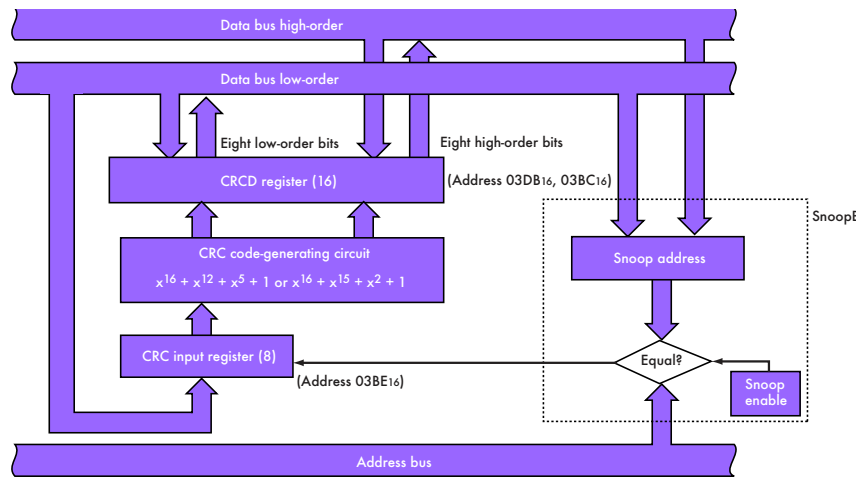 Data bus high-order
Data bus low-order
Eight low-order bits
Eight high-order bits
CRCD register (16)
(Address 03DB16, 03BC16)
SnoopB
CRC code-generating circuit
x16 + x12 + x5 + 1 or x16 + x15 + x2 + 1
Snoop address
CRC input register (8)
Equal?
(Address 03BE16)
Snoop
enable
Address bus